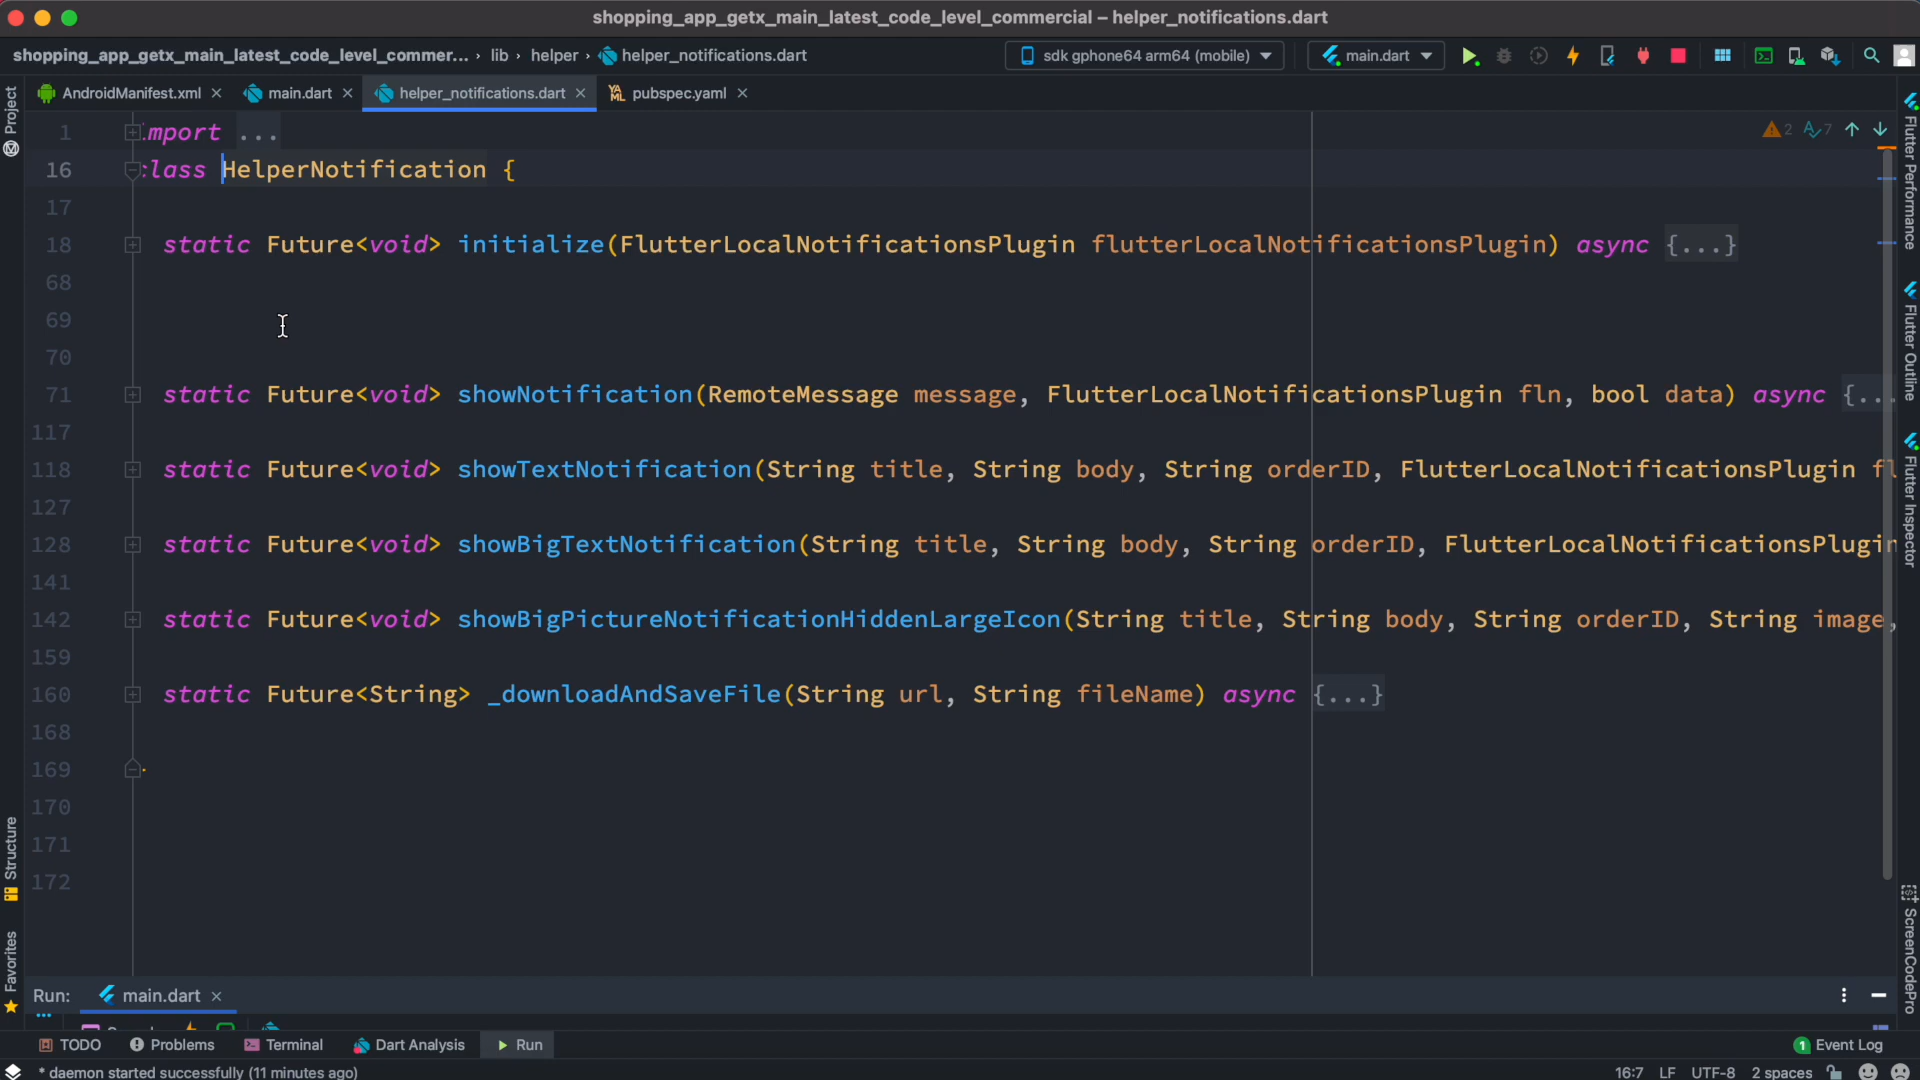 shopping_app_getx_main_latest_code_level_commercial – helper_notifications.dart
shopping_app_getx_main_latest_code_level_commer... › lib › helper › helper_notifications.dart
sdk gphone64 arm64 (mobile)
main.dart
AndroidManifest.xml
main.dart
helper_notifications.dart
pubspec.yaml
Project
Structure
Favorites
Flutter Performance
Flutter Outline
Flutter Inspector
ScreenCodePro
2 7
1 import ...
16 class HelperNotification {
17
18 static Future<void> initialize(FlutterLocalNotificationsPlugin flutterLocalNotificationsPlugin) async {...}
68
69
70
71 static Future<void> showNotification(RemoteMessage message, FlutterLocalNotificationsPlugin fln, bool data) async {...
117
118 static Future<void> showTextNotification(String title, String body, String orderID, FlutterLocalNotificationsPlugin fl
127
128 static Future<void> showBigTextNotification(String title, String body, String orderID, FlutterLocalNotificationsPlugin
141
142 static Future<void> showBigPictureNotificationHiddenLargeIcon(String title, String body, String orderID, String image,
159
160 static Future<String> _downloadAndSaveFile(String url, String fileName) async {...}
168
169
170
171
172
Run: main.dart
TODO Problems Terminal Dart Analysis Run
1 Event Log
* daemon started successfully (11 minutes ago)
16:7 LF UTF-8 2 spaces